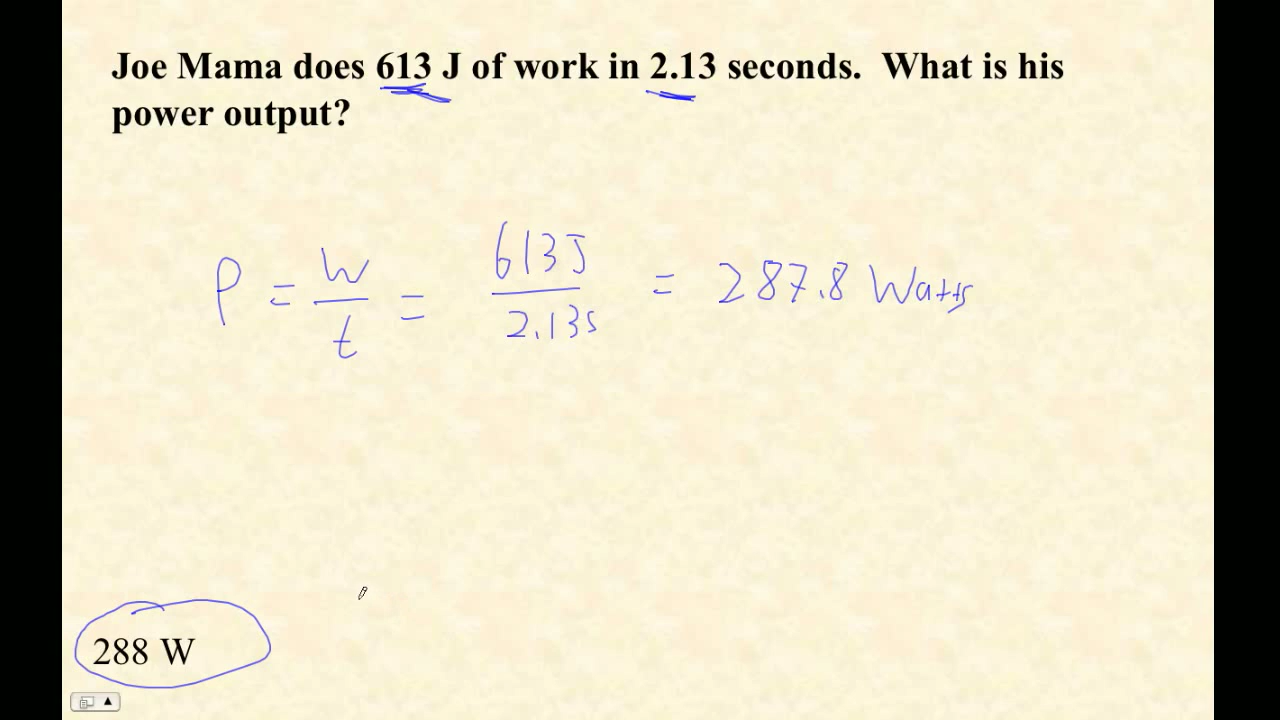 Joe Mama does 613 J of work in 2.13 seconds.  What is his
power output?
P = W/t = 613J/2.13s = 287.8 Watts
288 W